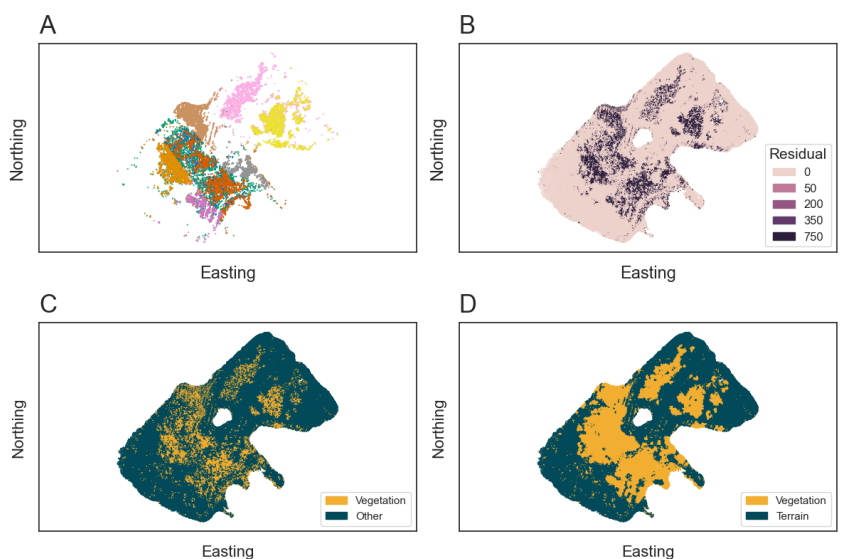 A
Northing
Easting
B
Northing
Residual
0
50
200
350
750
Easting
C
Northing
Vegetation
Other
Easting
D
Northing
Vegetation
Terrain
Easting